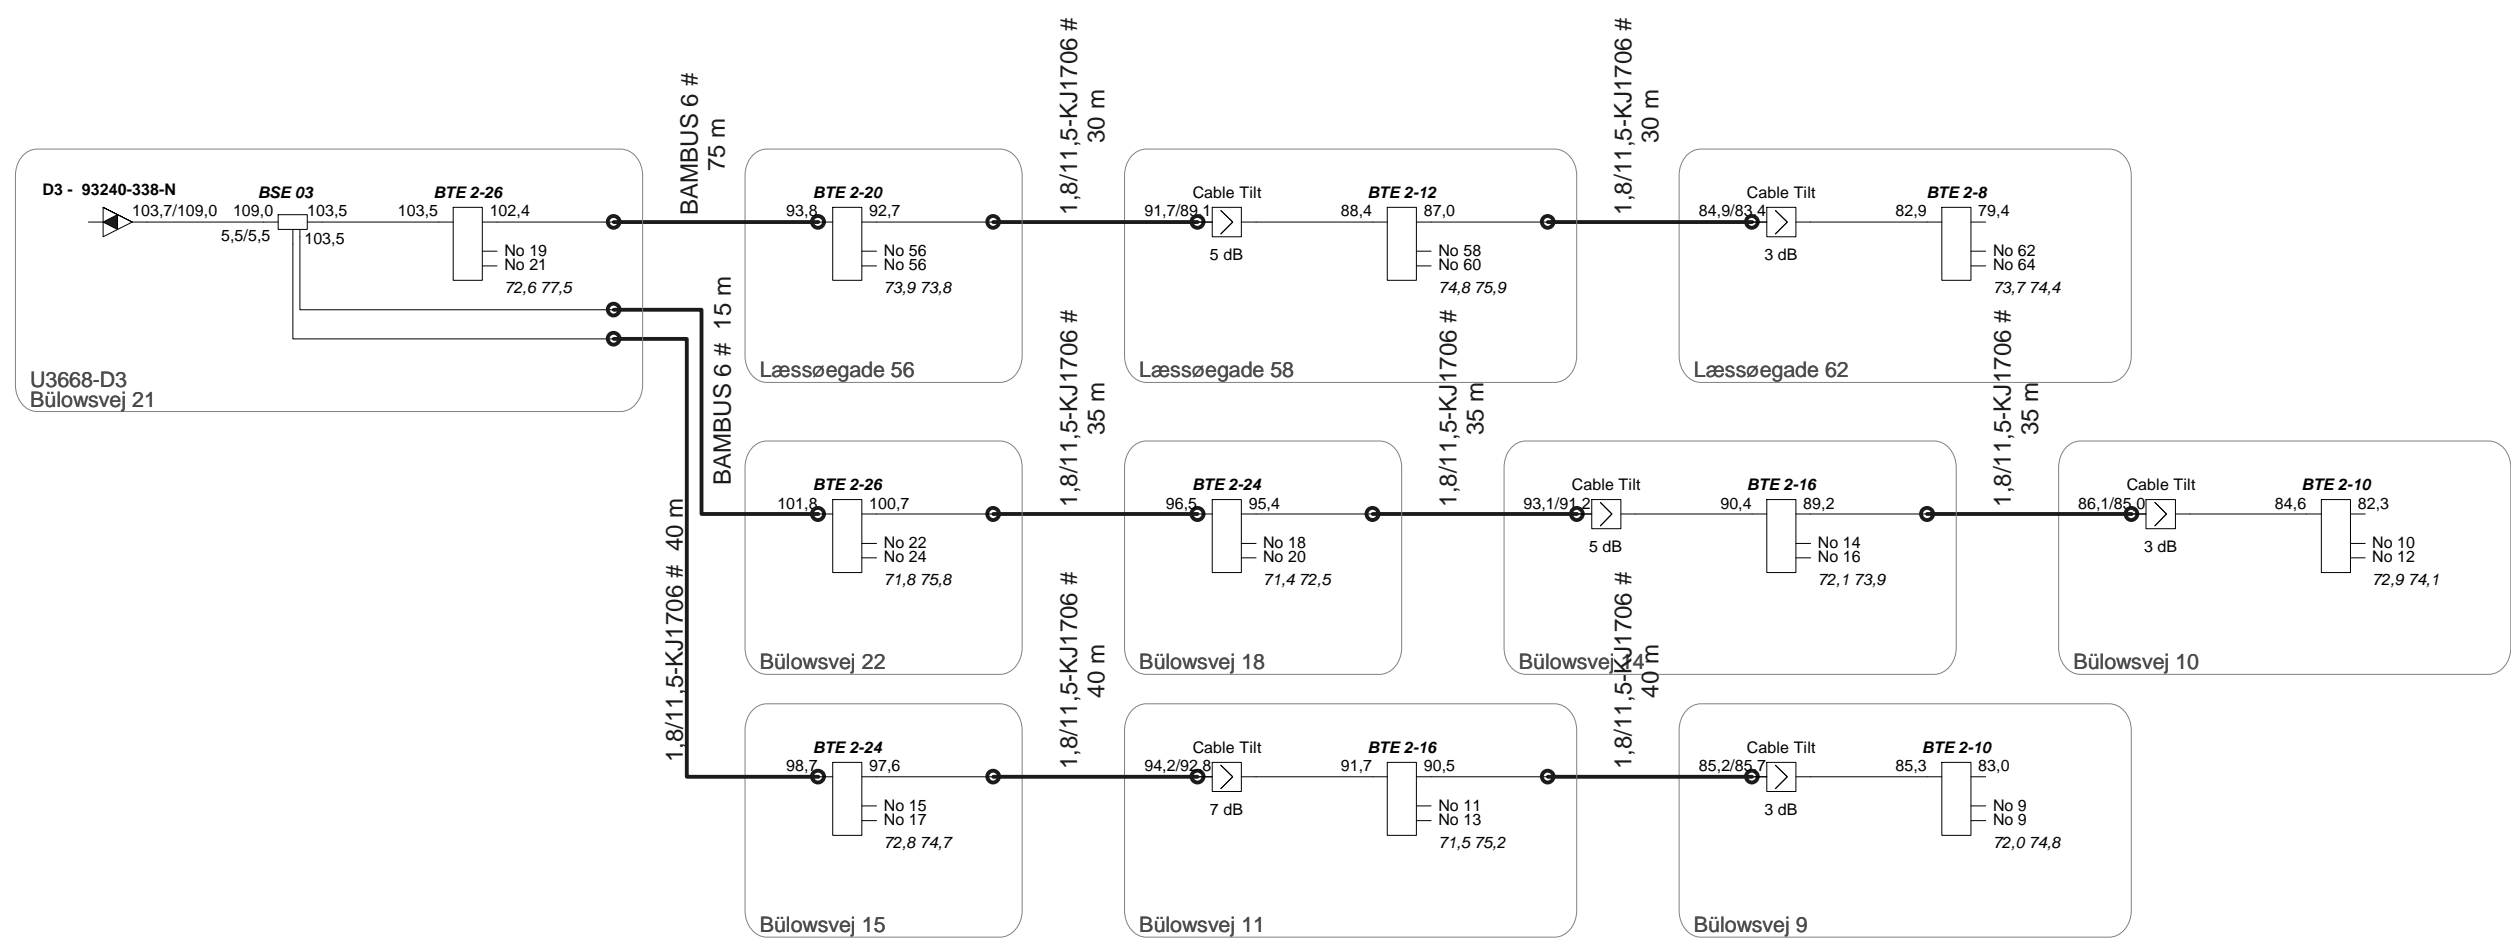 D3 - 93240-338-N
103,7/109,0
BSE 03
109,0
103,5
5,5/5,5
103,5
BTE 2-26
103,5
102,4
No 19
No 21
72,6 77,5
U3668-D3
Bülowsvej 21
BAMBUS 6 #
75 m
BTE 2-20
93,8
92,7
No 56
No 56
73,9 73,8
Læssøegade 56
1,8/11,5-KJ1706 #
30 m
Cable Tilt
91,7/89,1
5 dB
BTE 2-12
88,4
87,0
No 58
No 60
74,8 75,9
Læssøegade 58
1,8/11,5-KJ1706 #
30 m
Cable Tilt
84,9/83,4
3 dB
BTE 2-8
82,9
79,4
No 62
No 64
73,7 74,4
Læssøegade 62
BAMBUS 6 # 15 m
BTE 2-26
101,8
100,7
No 22
No 24
71,8 75,8
Bülowsvej 22
1,8/11,5-KJ1706 #
35 m
BTE 2-24
96,5
95,4
No 18
No 20
71,4 72,5
Bülowsvej 18
1,8/11,5-KJ1706 #
35 m
Cable Tilt
93,1/91,2
5 dB
BTE 2-16
90,4
89,2
No 14
No 16
72,1 73,9
Bülowsvej 14
1,8/11,5-KJ1706 #
35 m
Cable Tilt
86,1/85,0
3 dB
BTE 2-10
84,6
82,3
No 10
No 12
72,9 74,1
Bülowsvej 10
1,8/11,5-KJ1706 # 40 m
BTE 2-24
98,7
97,6
No 15
No 17
72,8 74,7
Bülowsvej 15
1,8/11,5-KJ1706 #
40 m
Cable Tilt
94,2/92,8
7 dB
BTE 2-16
91,7
90,5
No 11
No 13
71,5 75,2
Bülowsvej 11
1,8/11,5-KJ1706 #
40 m
Cable Tilt
85,2/85,7
3 dB
BTE 2-10
85,3
83,0
No 9
No 9
72,0 74,8
Bülowsvej 9